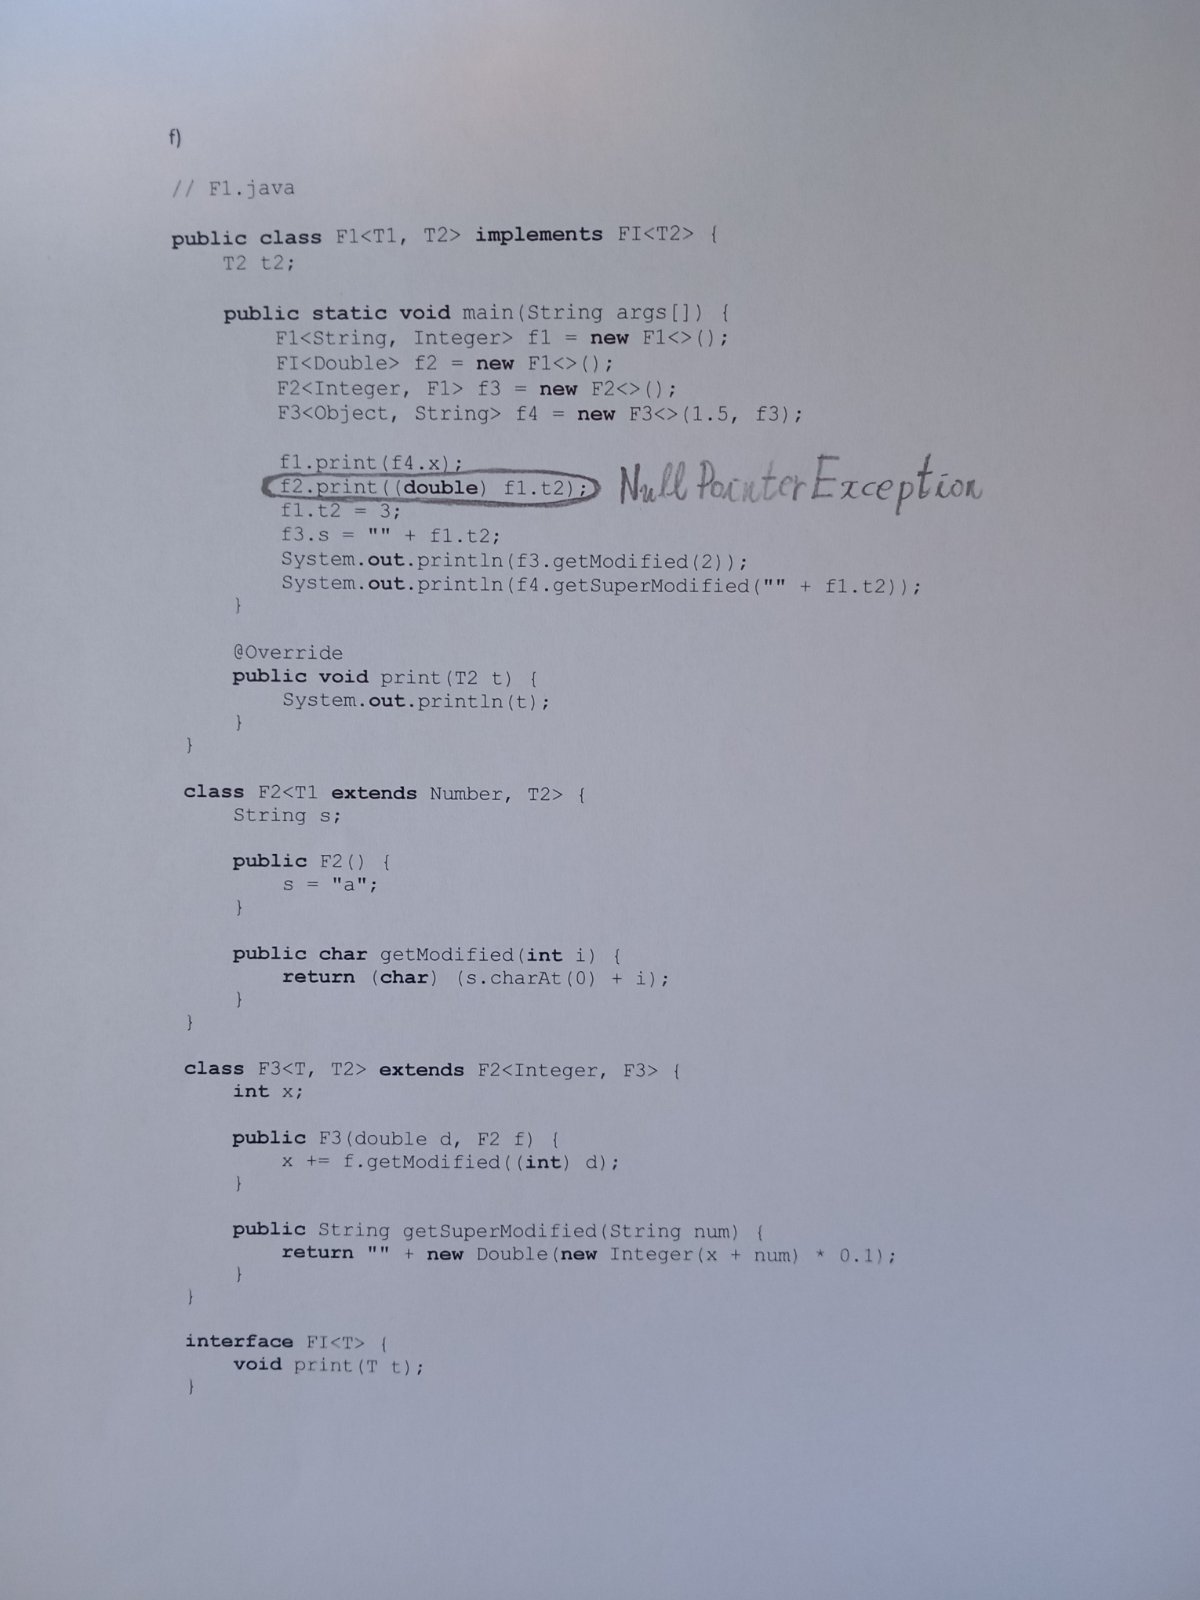 f)
// F1.java
public class F1<T1, T2> implements FI<T2> {
T2 t2;
public static void main(String args[]) {
F1<String, Integer> f1 = new F1<>();
FI<Double> f2 = new F1<>();
F2<Integer, F1> f3 = new F2<>();
F3<Object, String> f4 = new F3<>(1.5, f3);
f1.print(f4.x);
f2.print((double) f1.t2); NullPointerException
f1.t2 = 3;
f3.s = "" + f1.t2;
System.out.println(f3.getModified(2));
System.out.println(f4.getSuperModified("" + f1.t2));
}
@Override
public void print(T2 t) {
System.out.println(t);
}
}
class F2<T1 extends Number, T2> {
String s;
public F2() {
s = "a";
}
public char getModified(int i) {
return (char) (s.charAt(0) + i);
}
}
class F3<T, T2> extends F2<Integer, F3> {
int x;
public F3(double d, F2 f) {
x += f.getModified((int) d);
}
public String getSuperModified(String num) {
return "" + new Double(new Integer(x + num) * 0.1);
}
}
interface FI<T> {
void print(T t);
}